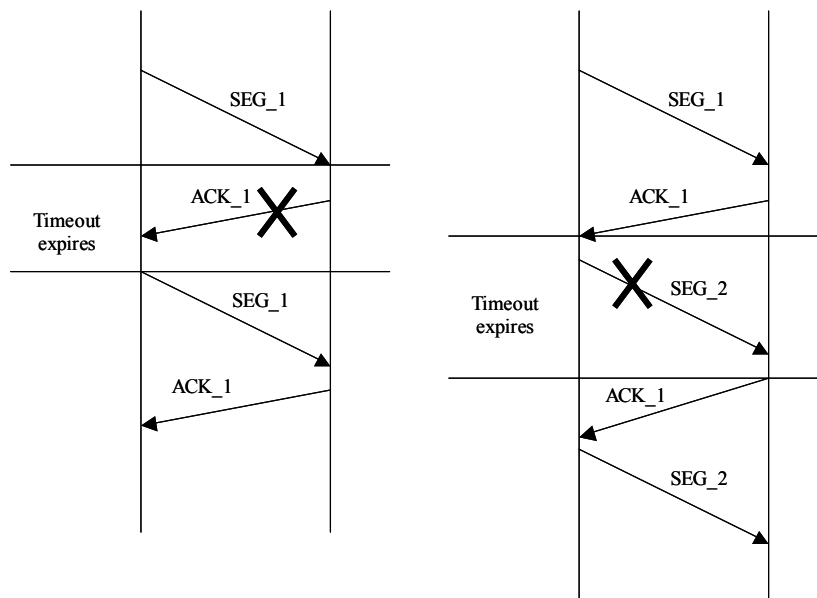 SEG_1
ACK_1
Timeout
expires
SEG_1
ACK_1
SEG_1
ACK_1
SEG_2
Timeout
expires
ACK_1
SEG_2